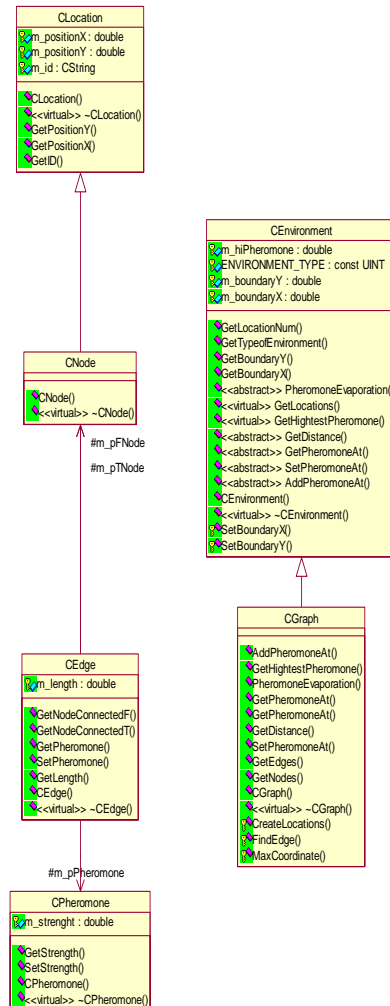 CLocation
m_positionX : double
m_positionY : double
m_id : CString
CLocation()
<<virtual>> ~CLocation()
GetPositionY()
GetPositionX()
GetID()
CNode
CNode()
<<virtual>> ~CNode()
#m_pFNode
#m_pTNode
CEdge
m_length : double
GetNodeConnectedF()
GetNodeConnectedT()
GetPheromone()
SetPheromone()
GetLength()
CEdge()
<<virtual>> ~CEdge()
#m_pPheromone
CPheromone
m_strenght : double
GetStrength()
SetStrength()
CPheromone()
<<virtual>> ~CPheromone()
CEnvironment
m_hiPheromone : double
ENVIRONMENT_TYPE : const UINT
m_boundaryY : double
m_boundaryX : double
GetLocationNum()
GetTypeofEnvironment()
GetBoundaryY()
GetBoundaryX()
<<abstract>> PheromoneEvaporation()
<<virtual>> GetLocations()
<<virtual>> GetHightestPheromone()
<<abstract>> GetDistance()
<<abstract>> GetPheromoneAt()
<<abstract>> SetPheromoneAt()
<<abstract>> AddPheromoneAt()
CEnvironment()
<<virtual>> ~CEnvironment()
SetBoundaryX()
SetBoundaryY()
CGraph
AddPheromoneAt()
GetHightestPheromone()
PheromoneEvaporation()
GetPheromoneAt()
GetPheromoneAt()
GetDistance()
SetPheromoneAt()
GetEdges()
GetNodes()
CGraph()
<<virtual>> ~CGraph()
CreateLocations()
FindEdge()
MaxCoordinate()